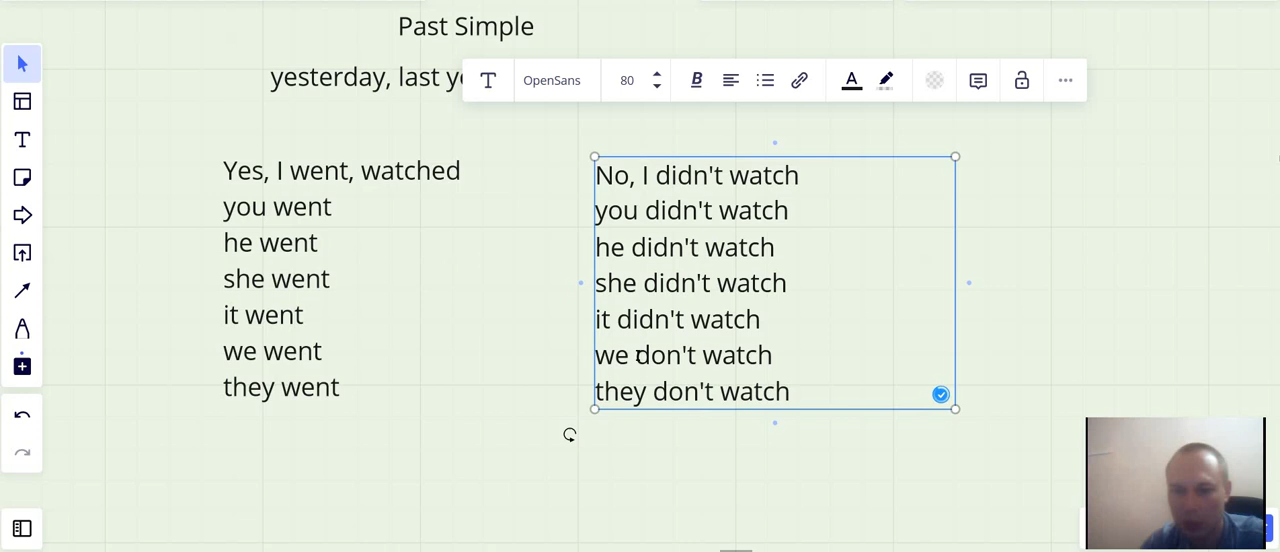 Past Simple
yesterday, last
OpenSans
80
B
A
Yes, I went, watched
you went
he went
she went
it went
we went
they went
No, I didn't watch
you didn't watch
he didn't watch
she didn't watch
it didn't watch
we don't watch
they don't watch